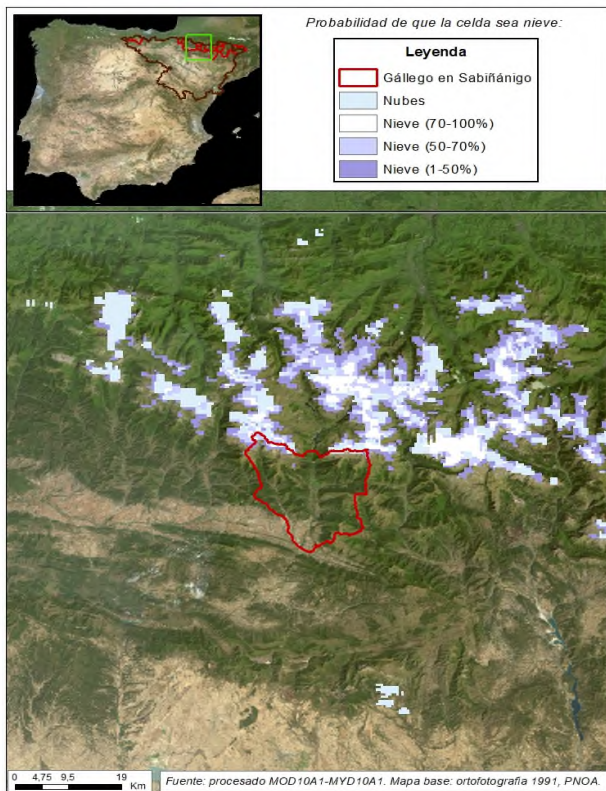 Probabilidad de que la celda sea nieve:
Leyenda
Gállego en Sabiñánigo
Nubes
Nieve (70-100%)
Nieve (50-70%)
Nieve (1-50%)
0 4,75 9,5 19
Km
Fuente: procesado MOD10A1-MYD10A1. Mapa base: ortofotografia 1991, PNOA.